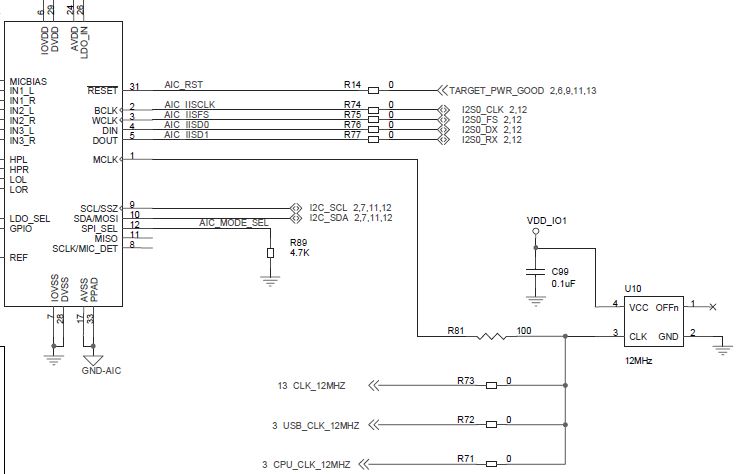 6 29 24 26
IOVDD DVDD AVDD LDO_IN
MICBIAS
IN1_L RESET 31 AIC_RST R14 0 TARGET_PWR_GOOD 2,6,9,11,13
IN1_R
IN2_L BCLK 2 AIC_IISCLK R74 0 I2S0_CLK 2,12
IN2_R WCLK 3 AIC_IISFS R75 0 I2S0_FS 2,12
IN3_L DIN 4 AIC_IISD0 R76 0 I2S0_DX 2,12
IN3_R DOUT 5 AIC_IISD1 R77 0 I2S0_RX 2,12
HPL MCLK 1
HPR
LOL
LOR
SCL/SSZ 9 I2C_SCL 2,7,11,12
LDO_SEL SDA/MOSI 10 I2C_SDA 2,7,11,12
GPIO SPI_SEL 12 AIC_MODE_SEL
MISO 11
SCLK/MIC_DET 8
REF
R89
4.7K
VDD_IO1
C99
0.1uF
IOVSS DVSS AVSS PPAD
7 28 17 33
GND-AIC
U10
4 VCC OFFn 1
3 CLK GND 2
12MHz
R81 100
13 CLK_12MHZ R73 0
3 USB_CLK_12MHZ R72 0
3 CPU_CLK_12MHZ R71 0